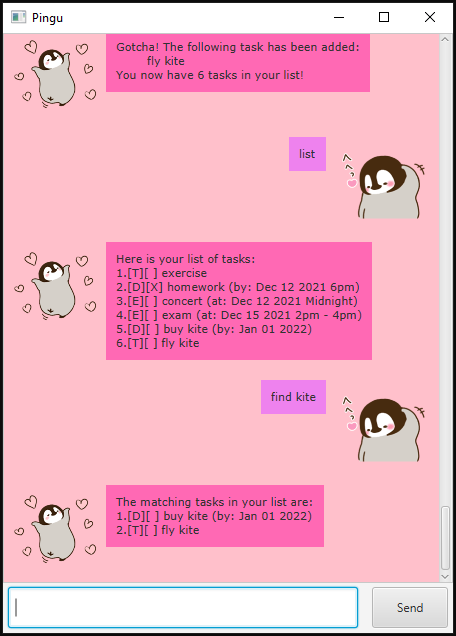 Pingu
Gotcha! The following task has been added:
fly kite
You now have 6 tasks in your list!
list
Here is your list of tasks:
1.[T][ ] exercise
2.[D][X] homework (by: Dec 12 2021 6pm)
3.[E][ ] concert (at: Dec 12 2021 Midnight)
4.[E][ ] exam (at: Dec 15 2021 2pm - 4pm)
5.[D][ ] buy kite (by: Jan 01 2022)
6.[T][ ] fly kite
find kite
The matching tasks in your list are:
1.[D][ ] buy kite (by: Jan 01 2022)
2.[T][ ] fly kite
Send